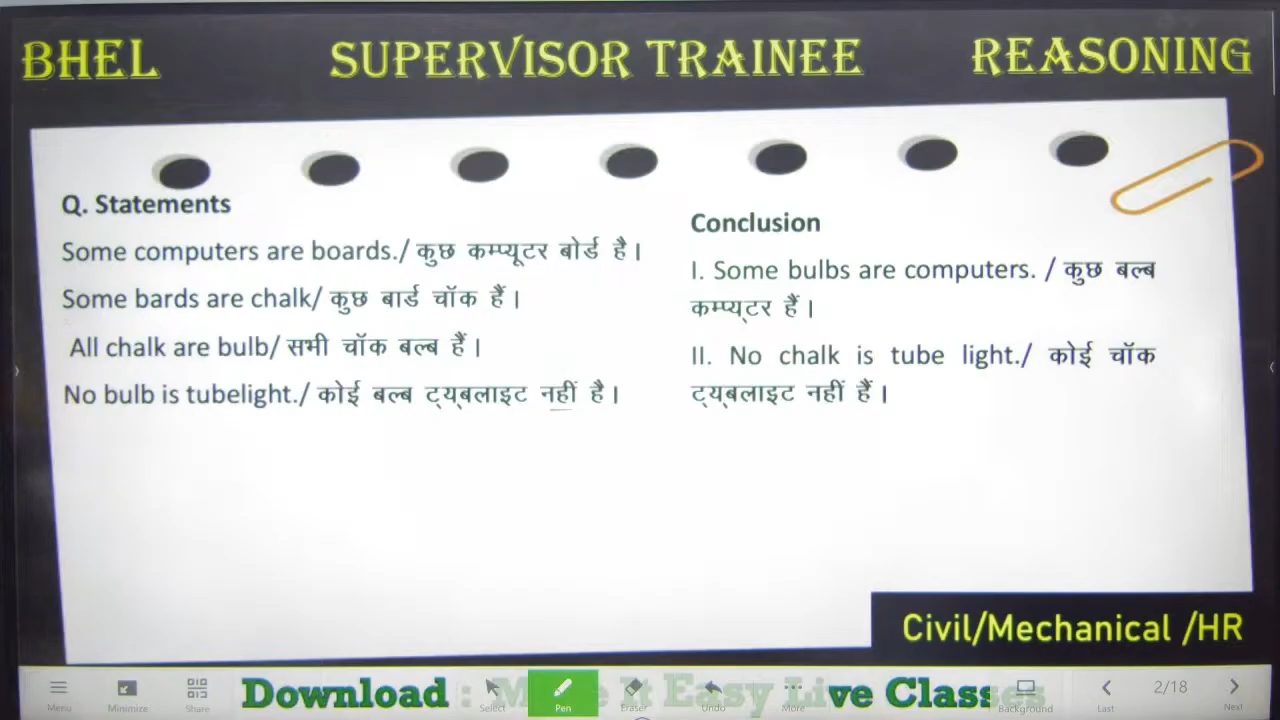 BHEL SUPERVISOR TRAINEE REASONING
Q. Statements
Some computers are boards./ कुछ कम्प्यूटर बोर्ड है।
Some bards are chalk/ कुछ बार्ड चॉक हैं।
All chalk are bulb/ सभी चॉक बल्ब हैं।
No bulb is tubelight./ कोई बल्ब ट्य्बलाइट नहीं है।
Conclusion
I. Some bulbs are computers. / कुछ बल्ब
कम्प्य्टर हैं।
II. No chalk is tube light./ कोई चॉक
ट्य्बलाइट नहीं हैं।
Civil/Mechanical /HR
Menu Minimize Share Download : Select Pen Eraser Undo More ve Class Background Last 2/18 Next